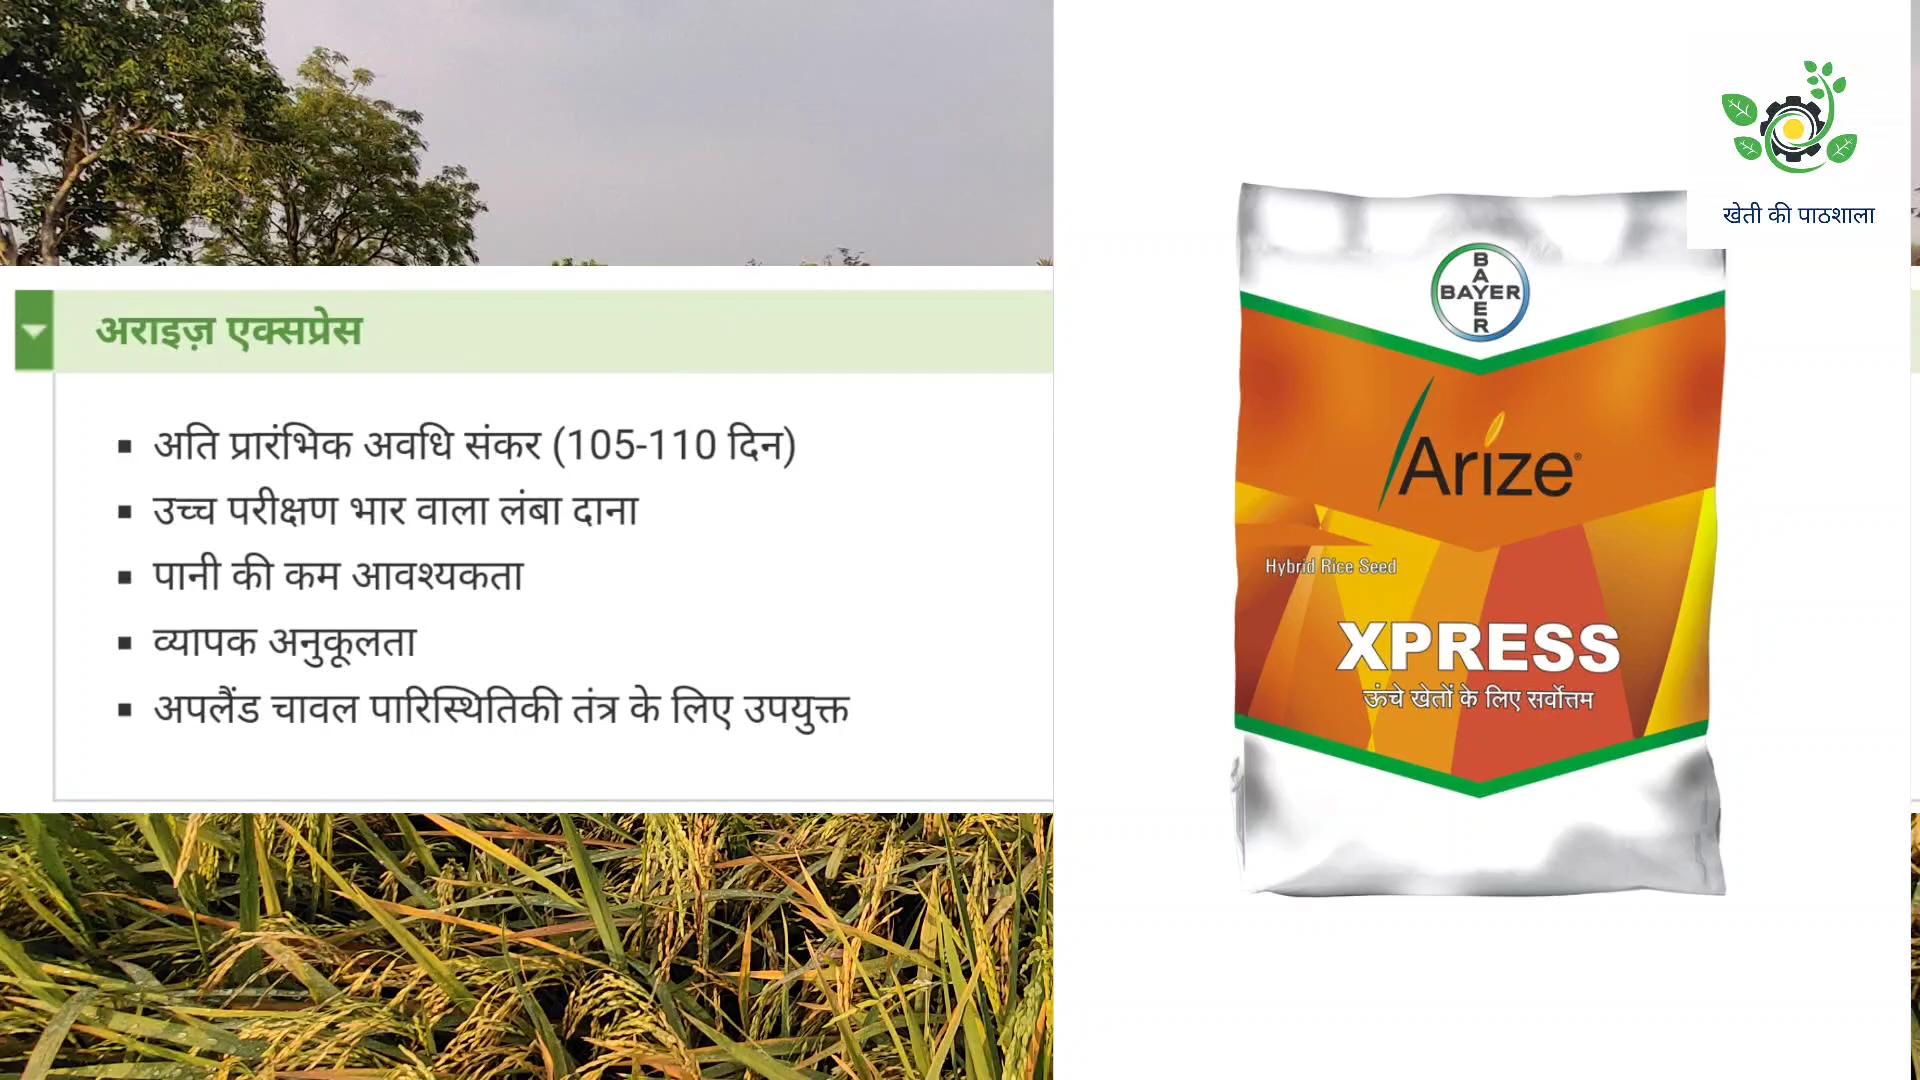 खेती की पाठशाला
अराइज़ एक्सप्रेस
▪ अति प्रारंभिक अवधि संकर (105-110 दिन)
▪ उच्च परीक्षण भार वाला लंबा दाना
▪ पानी की कम आवश्यकता
▪ व्यापक अनुकूलता
▪ अपलैंड चावल पारिस्थितिकी तंत्र के लिए उपयुक्त
BAYER
BAYER
Arize®
Hybrid Rice Seed
XPRESS
ऊंचे खेतों के लिए सर्वोत्तम